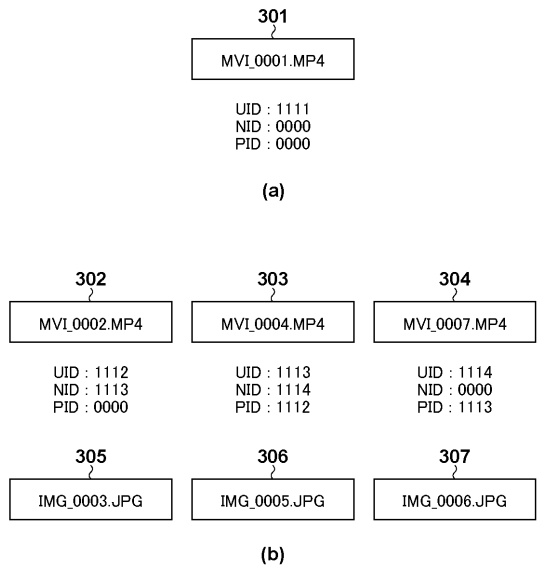 301
MVI_0001.MP4
UID : 1111
NID : 0000
PID : 0000
(a)
302 303 304
MVI_0002.MP4 MVI_0004.MP4 MVI_0007.MP4
UID : 1112 UID : 1113 UID : 1114
NID : 1113 NID : 1114 NID : 0000
PID : 0000 PID : 1112 PID : 1113
305 306 307
IMG_0003.JPG IMG_0005.JPG IMG_0006.JPG
(b)